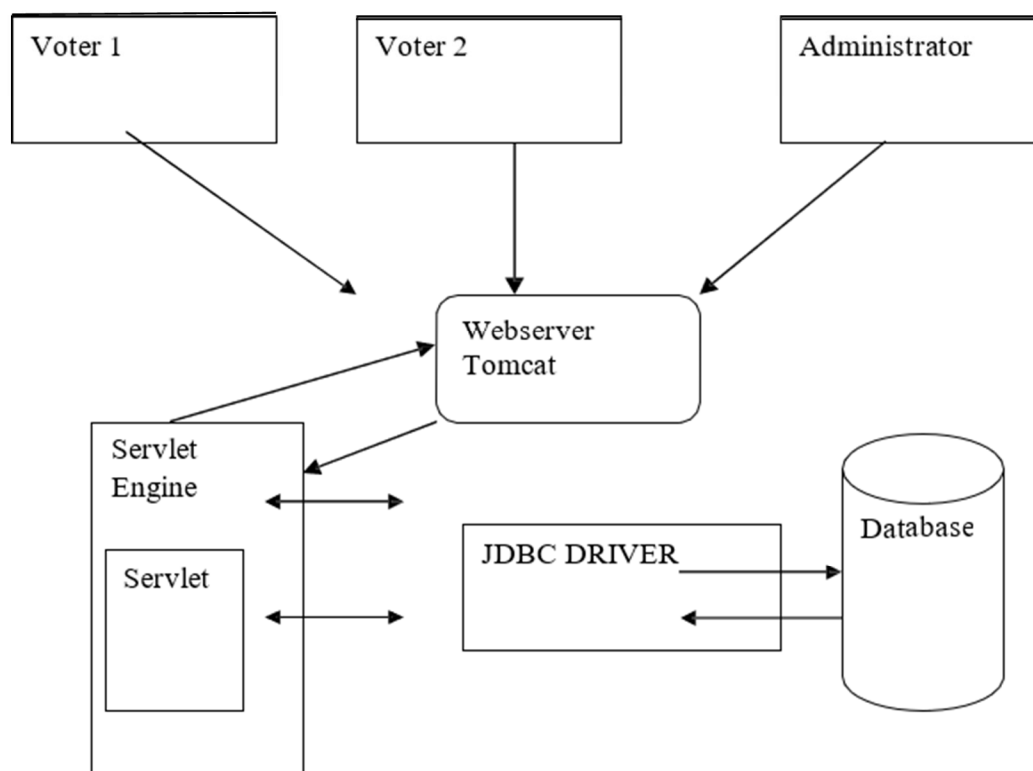 Voter 1
Voter 2
Administrator
Webserver
Tomcat
Servlet
Engine
Database
JDBC DRIVER
Servlet